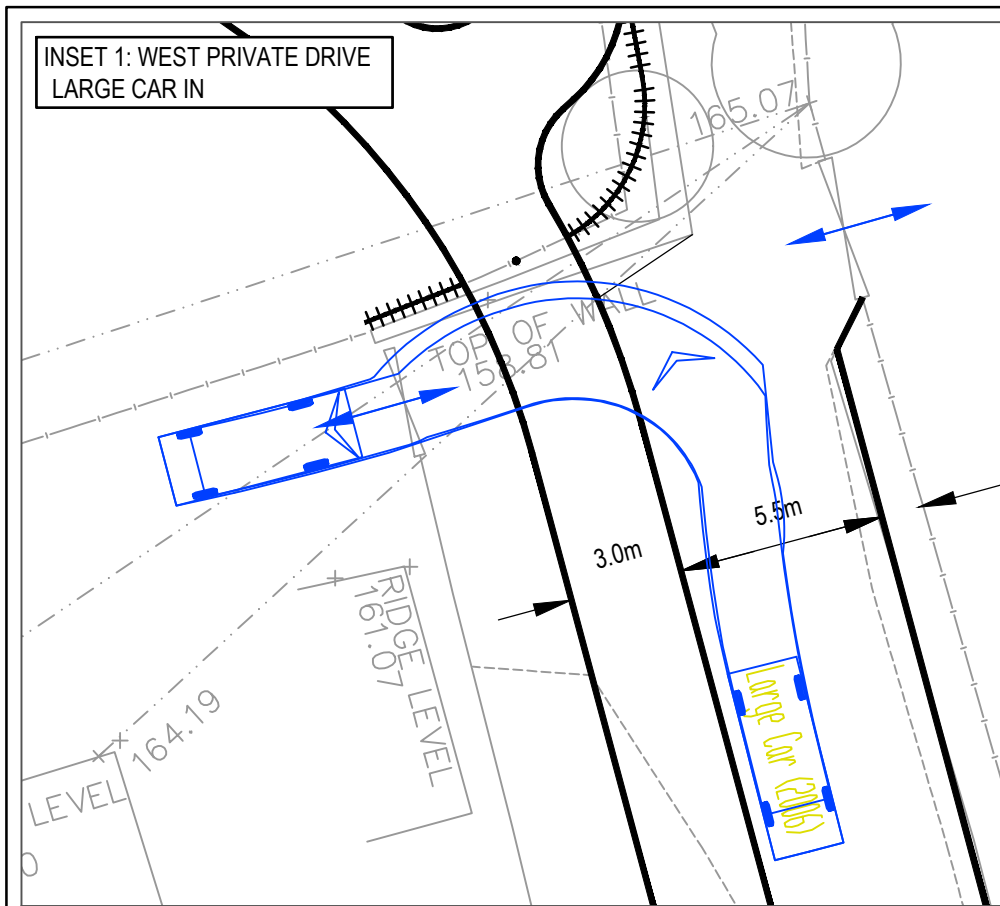 INSET 1: WEST PRIVATE DRIVE
LARGE CAR IN
165.07
TOP OF WALL
158.81
5.5m
3.0m
RIDGE LEVEL
161.07
164.19
LEVEL
0
Large Car (2006)